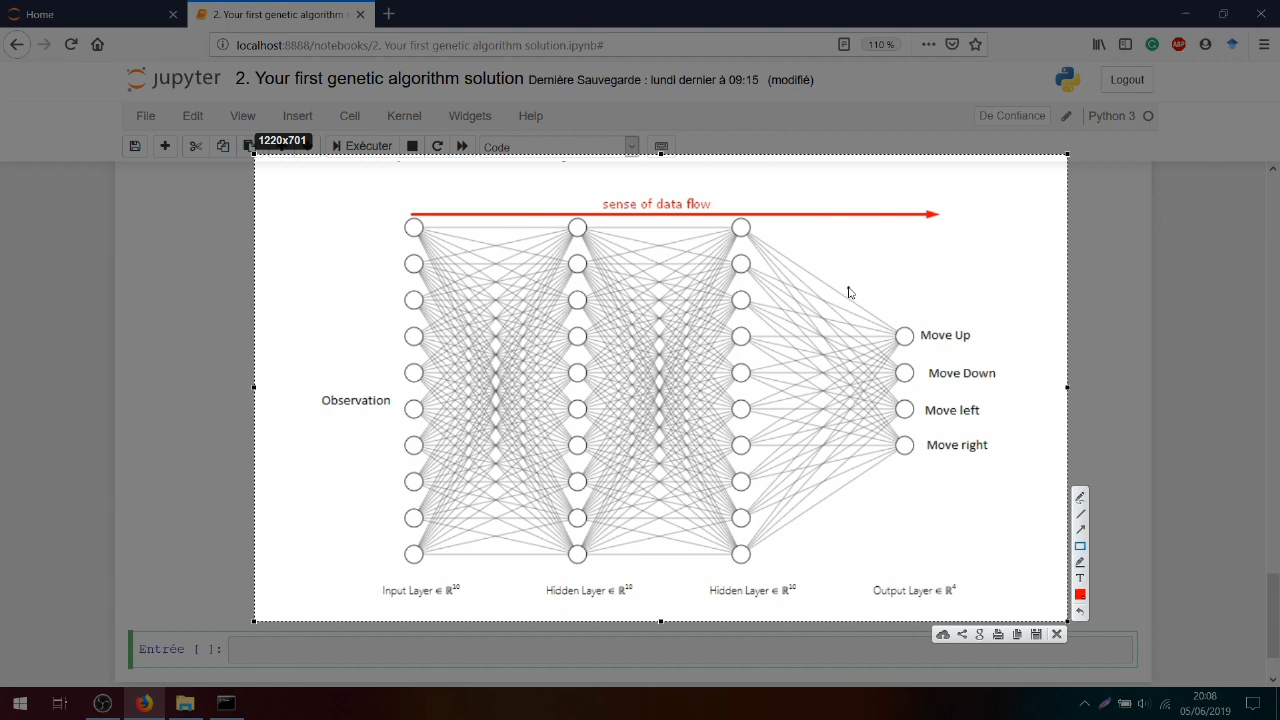 Home
2. Your first genetic algorithm s
localhost:8888/notebooks/2. Your first genetic algorithm solution.ipynb#
110 %
ABP
jupyter 2. Your first genetic algorithm solution Dernière Sauvegarde : lundi dernier à 09:15 (modifié)
Logout
File Edit View Insert Cell Kernel Widgets Help
De Confiance
Python 3
1220x701
Exécuter
Code
sense of data flow
Move Up
Move Down
Observation
Move left
Move right
Input Layer ∈ ℝ¹⁰
Hidden Layer ∈ ℝ¹⁰
Hidden Layer ∈ ℝ¹⁰
Output Layer ∈ ℝ⁴
T
Entrée [ ]:
20:08
05/06/2019